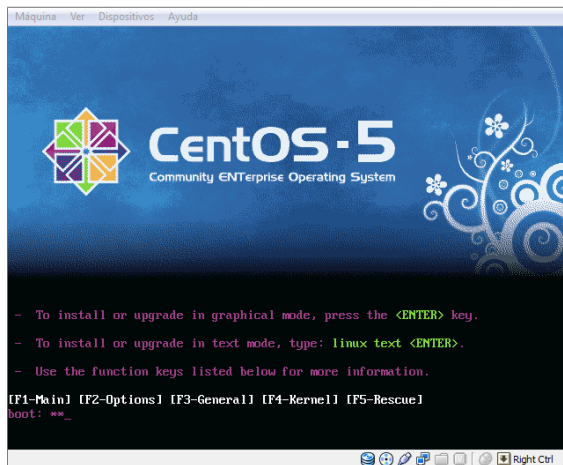 Máquina Ver Dispositivos Ayuda
CentOS-5
Community ENTerprise Operating System
- To install or upgrade in graphical mode, press the <ENTER> key.
- To install or upgrade in text mode, type: linux text <ENTER>.
- Use the function keys listed below for more information.
[F1-Main] [F2-Options] [F3-General] [F4-Kernel] [F5-Rescue]
boot: **_
Right Ctrl